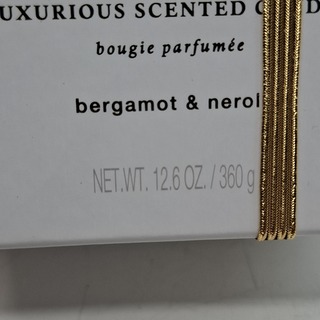 UXURIOUS SCENTED C D
bougie parfumée
bergamot & nerol
NET.WT. 12.6 OZ. / 360 g